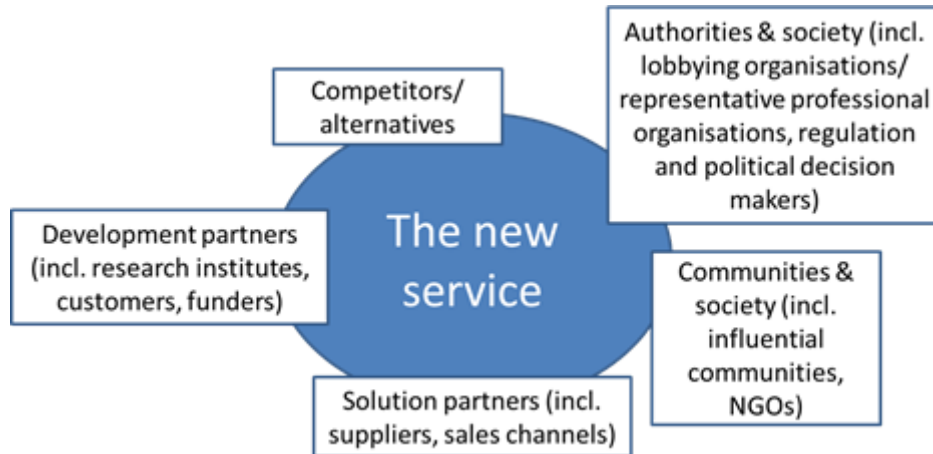 Competitors/
alternatives
Authorities & society (incl.
lobbying organisations/
representative professional
organisations, regulation
and political decision
makers)
Development partners
(incl. research institutes,
customers, funders)
The new
service
Communities &
society (incl.
influential
communities,
NGOs)
Solution partners (incl.
suppliers, sales channels)